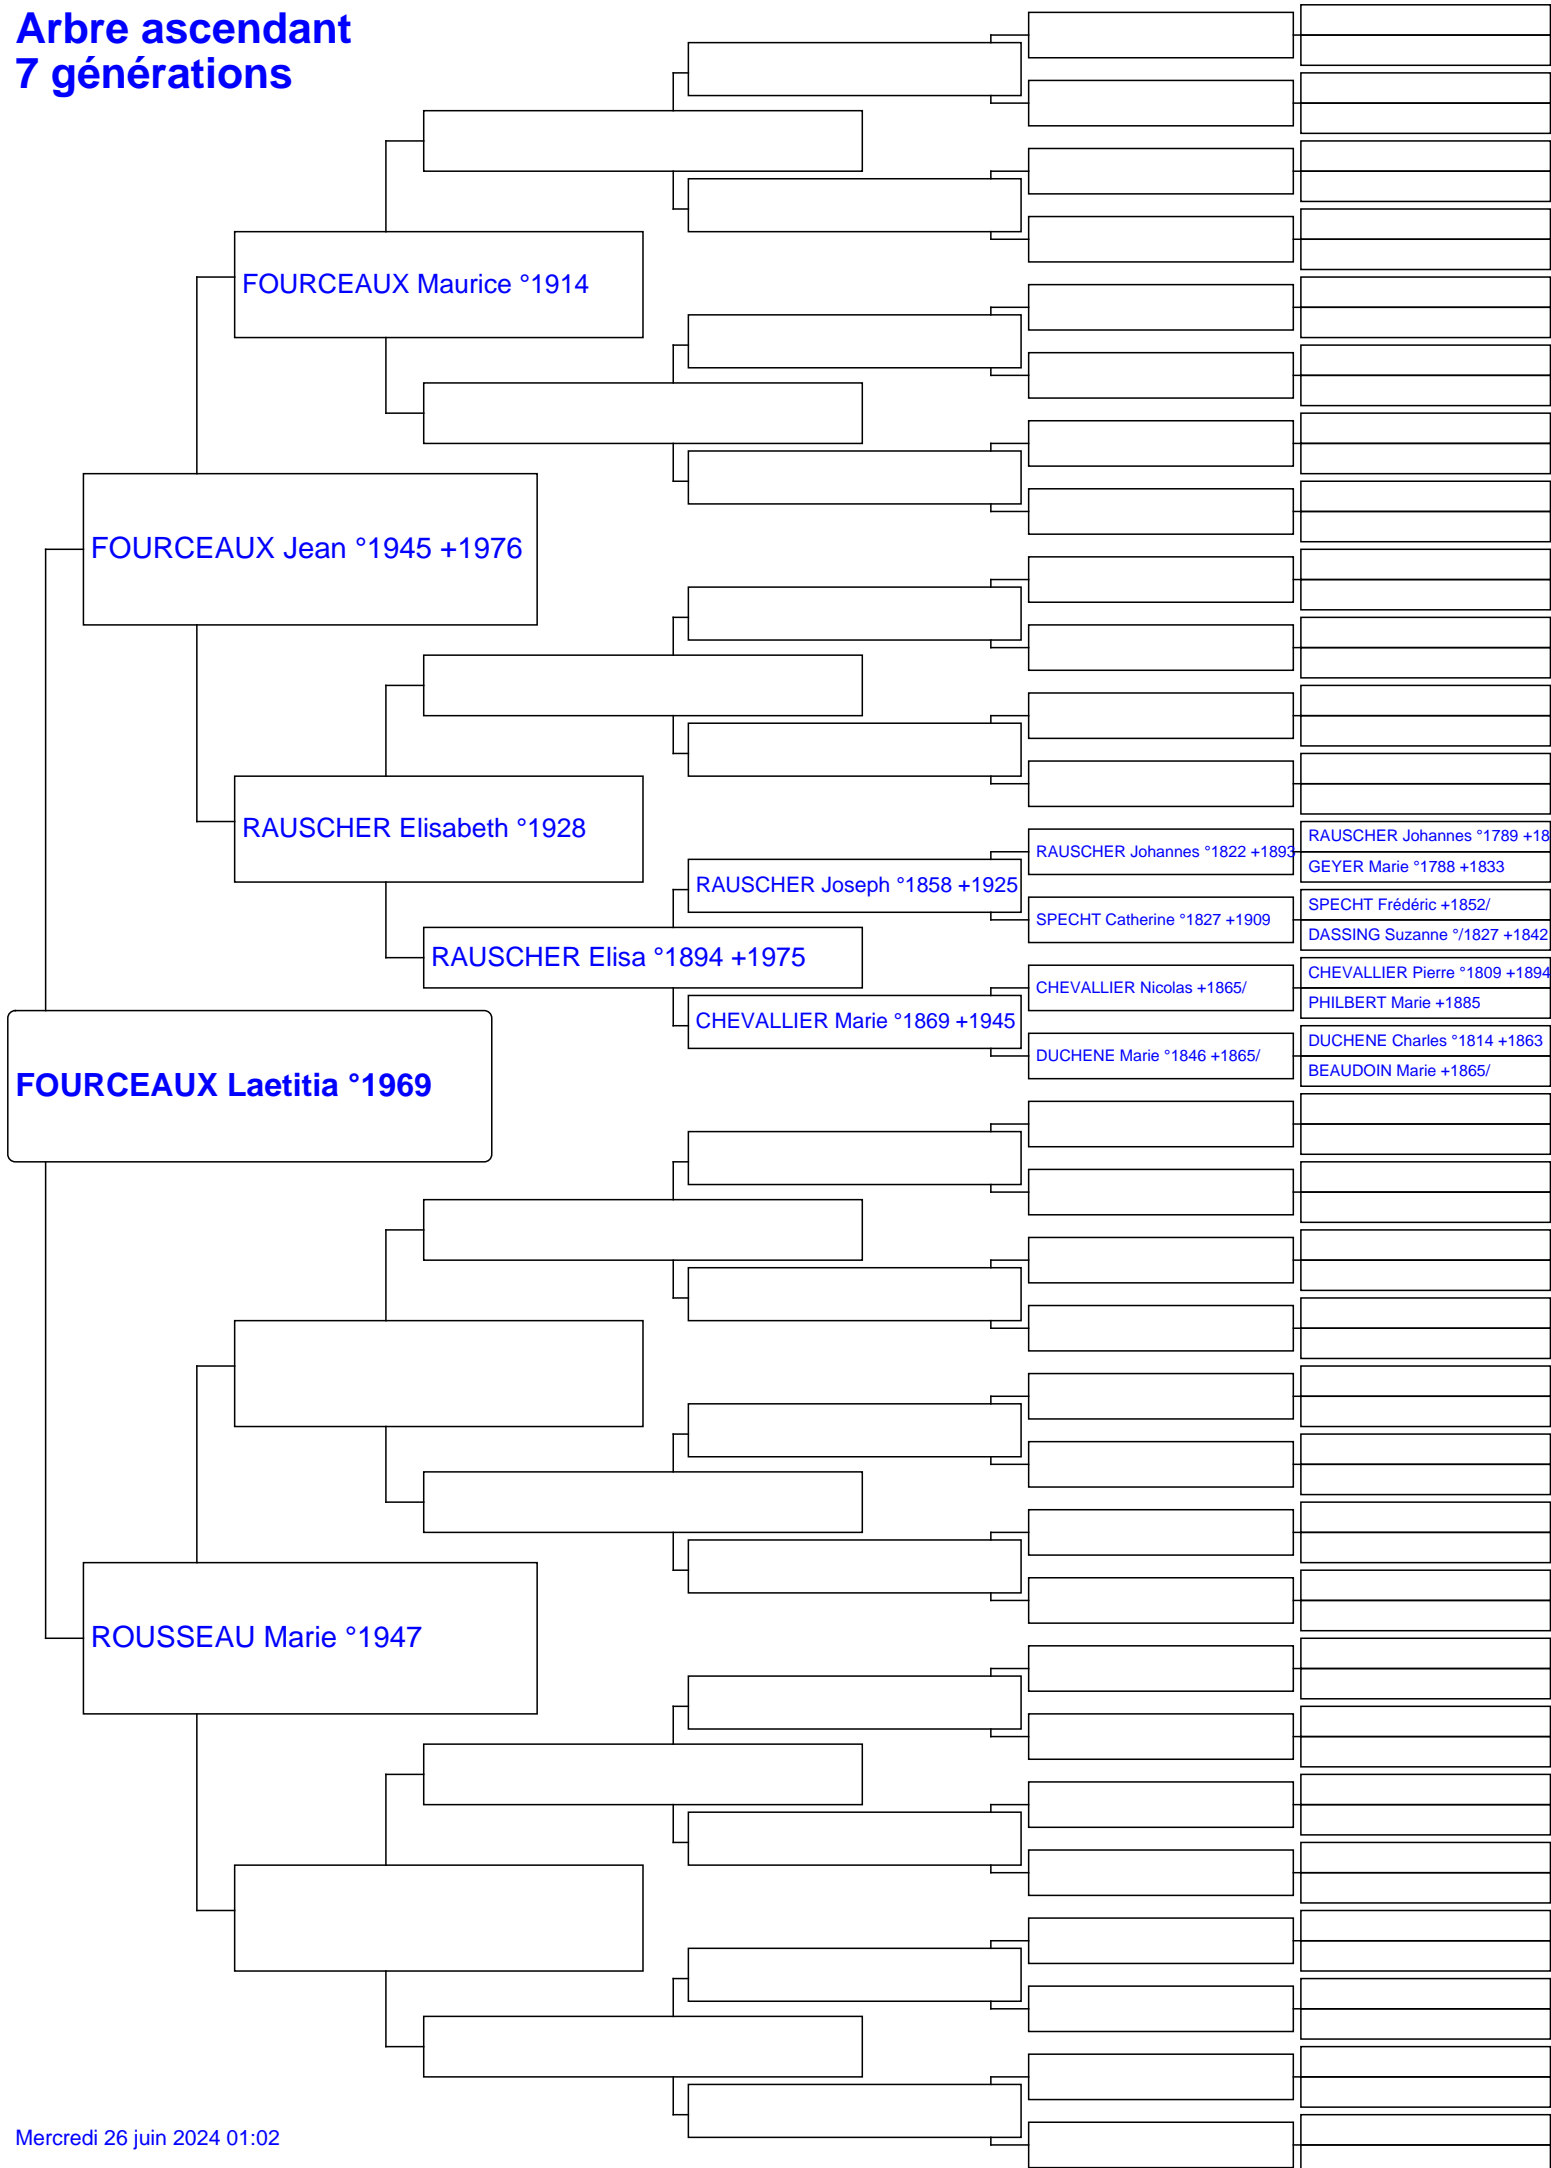 Arbre ascendant
7 générations
FOURCEAUX Maurice °1914
FOURCEAUX Jean °1945 +1976
RAUSCHER Elisabeth °1928
RAUSCHER Johannes °1789 +18
RAUSCHER Johannes °1822 +1893
GEYER Marie °1788 +1833
RAUSCHER Joseph °1858 +1925
SPECHT Frédéric +1852/
SPECHT Catherine °1827 +1909
DASSING Suzanne °/1827 +1842
RAUSCHER Elisa °1894 +1975
CHEVALLIER Pierre °1809 +1894
CHEVALLIER Nicolas +1865/
PHILBERT Marie +1885
CHEVALLIER Marie °1869 +1945
DUCHENE Charles °1814 +1863
DUCHENE Marie °1846 +1865/
BEAUDOIN Marie +1865/
FOURCEAUX Laetitia °1969
ROUSSEAU Marie °1947
Mercredi 26 juin 2024 01:02